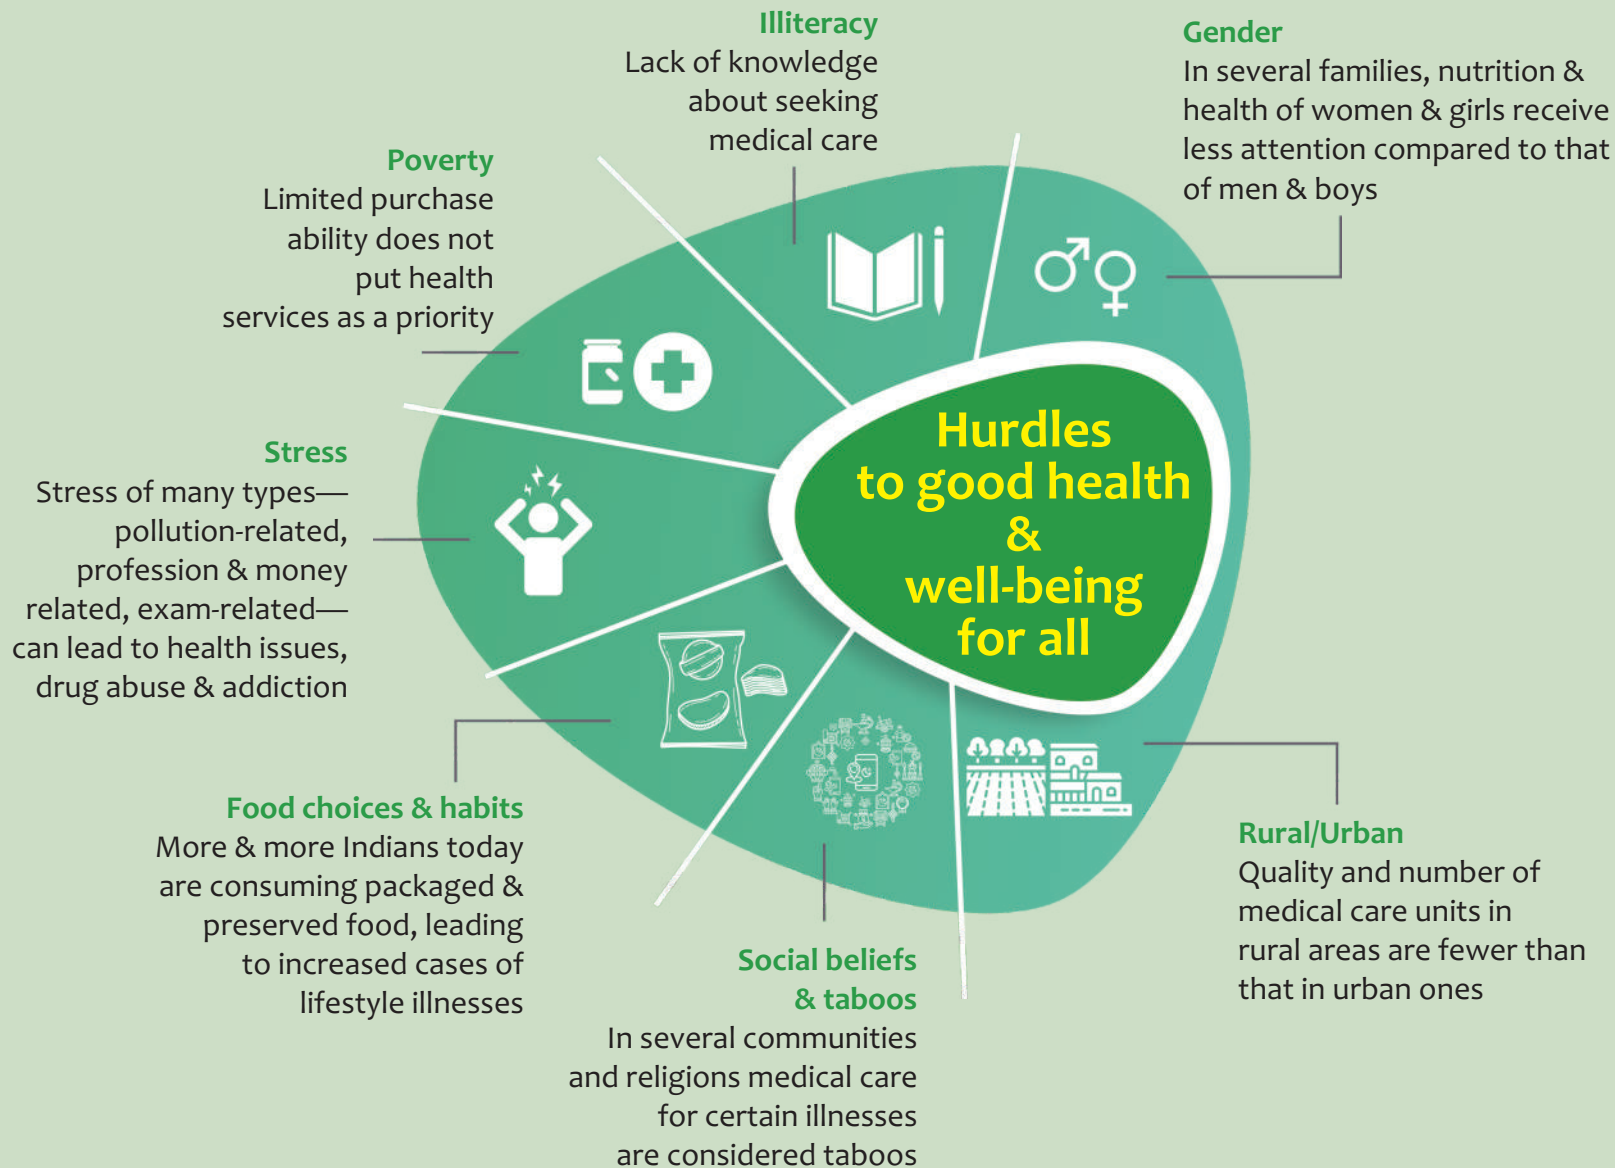 Illiteracy
Lack of knowledge
about seeking
medical care
Gender
In several families, nutrition &
health of women & girls receive
less attention compared to that
of men & boys
Poverty
Limited purchase
ability does not
put health
services as a priority
Stress
Stress of many types—
pollution-related,
profession & money
related, exam-related—
can lead to health issues,
drug abuse & addiction
Hurdles
to good health
&
well-being
for all
Food choices & habits
More & more Indians today
are consuming packaged &
preserved food, leading
to increased cases of
lifestyle illnesses
Social beliefs
& taboos
In several communities
and religions medical care
for certain illnesses
are considered taboos
Rural/Urban
Quality and number of
medical care units in
rural areas are fewer than
that in urban ones